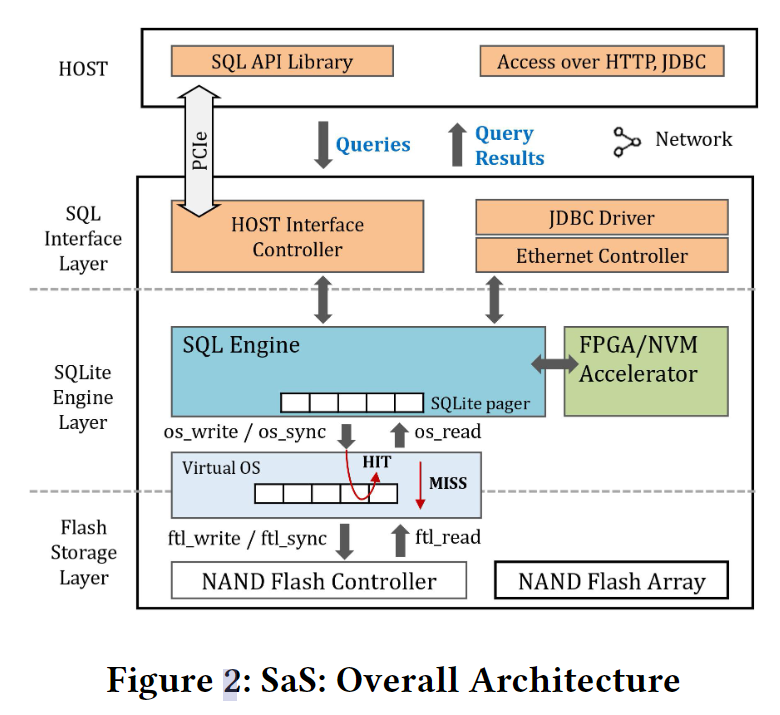 HOST
SQL API Library
Access over HTTP, JDBC
PCIe
Queries
Query
Results
Network
SQL
Interface
Layer
HOST Interface
Controller
JDBC Driver
Ethernet Controller
SQLite
Engine
Layer
SQL Engine
SQLite pager
FPGA/NVM
Accelerator
os_write / os_sync
os_read
Virtual OS
HIT
MISS
Flash
Storage
Layer
ftl_write / ftl_sync
ftl_read
NAND Flash Controller
NAND Flash Array
Figure 2: SaS: Overall Architecture